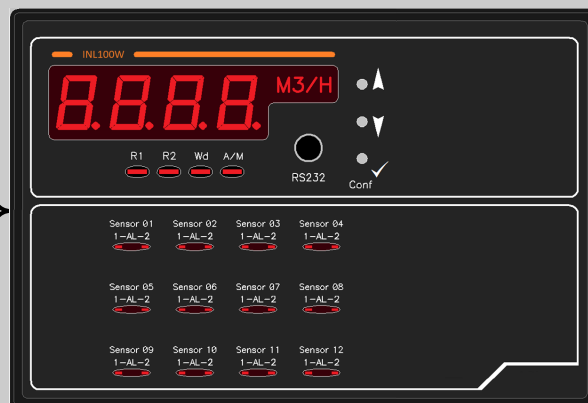 INL100W
8.8.8.8. M3/H
R1 R2 Wd A/M
RS232
Conf
Sensor 01 Sensor 02 Sensor 03 Sensor 04
1-AL-2 1-AL-2 1-AL-2 1-AL-2
Sensor 05 Sensor 06 Sensor 07 Sensor 08
1-AL-2 1-AL-2 1-AL-2 1-AL-2
Sensor 09 Sensor 10 Sensor 11 Sensor 12
1-AL-2 1-AL-2 1-AL-2 1-AL-2